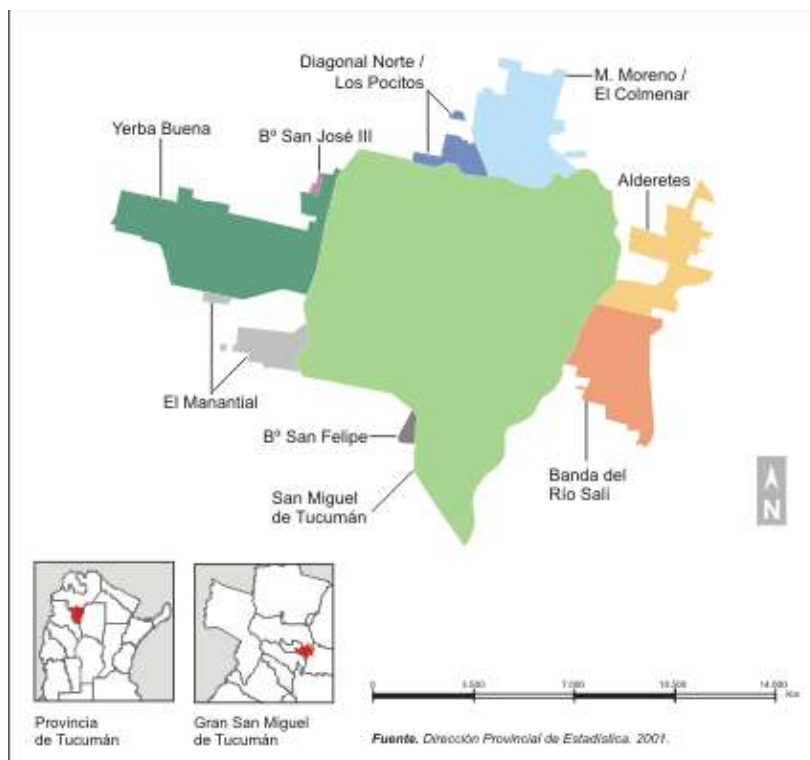 Diagonal Norte /
Los Pocitos
M. Moreno /
El Colmenar
Yerba Buena
Bº San José III
Alderetes
El Manantial
Bº San Felipe
San Miguel
de Tucumán
Banda del
Río Salí
N
0 3.500 7.000 10.500 14.000
Km
Provincia
de Tucumán
Gran San Miguel
de Tucumán
Fuente. Dirección Provincial de Estadística. 2001.